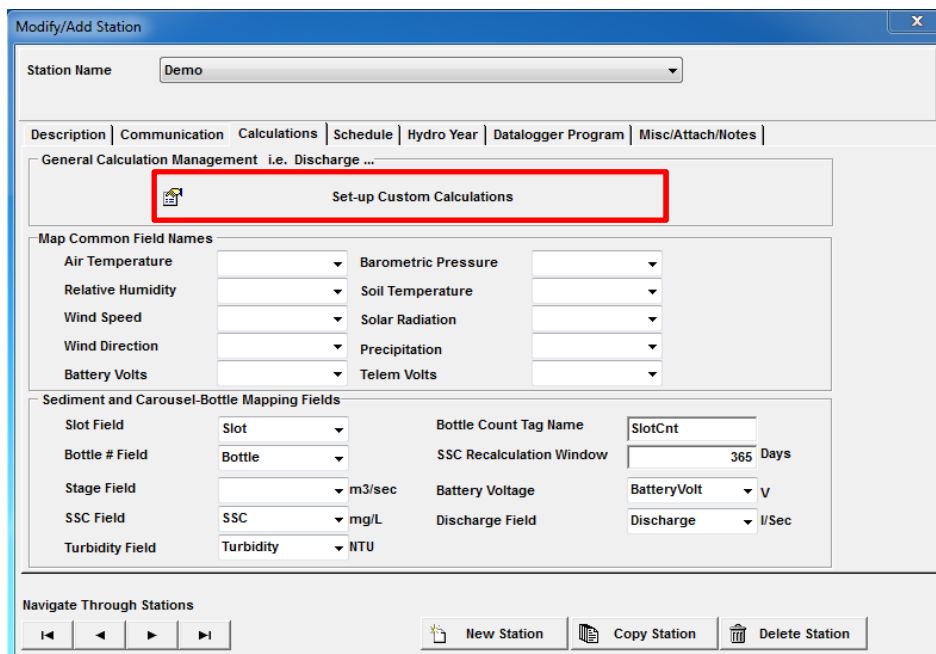 Modify/Add Station
x
Station Name Demo
Description Communication Calculations Schedule Hydro Year Datalogger Program Misc/Attach/Notes
General Calculation Management i.e. Discharge ...
Set-up Custom Calculations
Map Common Field Names
Air Temperature Barometric Pressure
Relative Humidity Soil Temperature
Wind Speed Solar Radiation
Wind Direction Precipitation
Battery Volts Telem Volts
Sediment and Carousel-Bottle Mapping Fields
Slot Field Slot Bottle Count Tag Name SlotCnt
Bottle # Field Bottle SSC Recalculation Window 365 Days
Stage Field m3/sec Battery Voltage BatteryVolt V
SSC Field SSC mg/L Discharge Field Discharge l/Sec
Turbidity Field Turbidity NTU
Navigate Through Stations
New Station Copy Station Delete Station